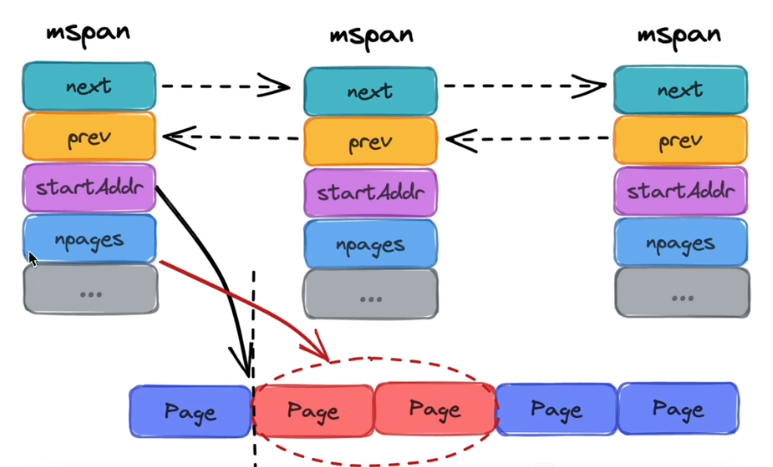 mspan mspan mspan
next next next
prev prev prev
startAddr startAddr startAddr
npages npages npages
... ... ...
Page Page Page Page Page